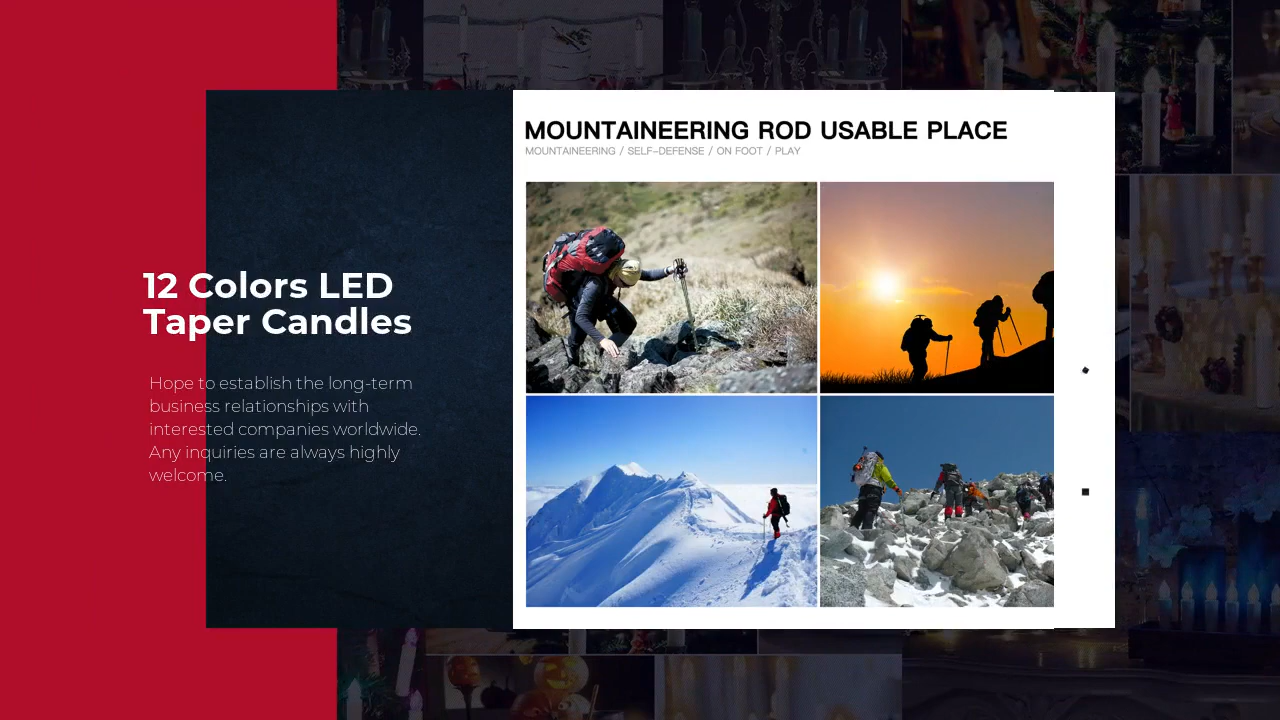 MOUNTAINEERING ROD USABLE PLACE
MOUNTAINEERING / SELF-DEFENSE / ON FOOT / PLAY
12 Colors LED
Taper Candles
Hope to establish the long-term
business relationships with
interested companies worldwide.
Any inquiries are always highly
welcome.